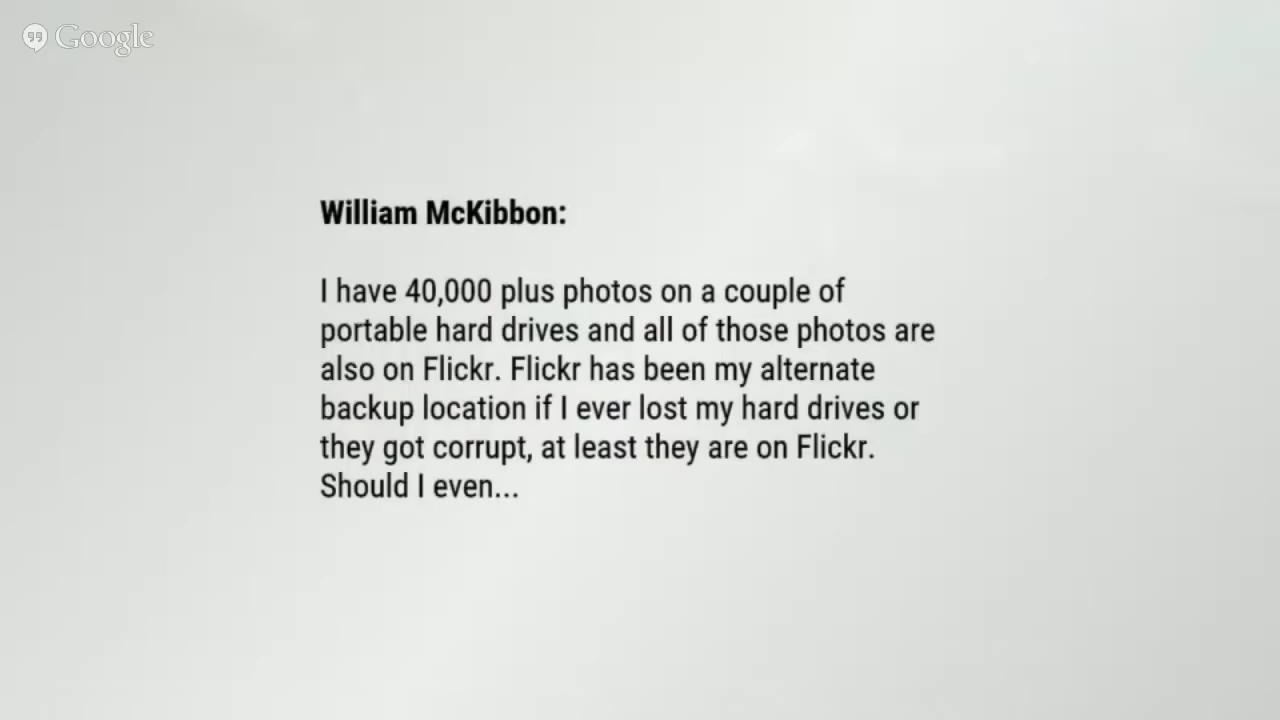 Google
William McKibbon:
I have 40,000 plus photos on a couple of
portable hard drives and all of those photos are
also on Flickr. Flickr has been my alternate
backup location if I ever lost my hard drives or
they got corrupt, at least they are on Flickr.
Should I even...